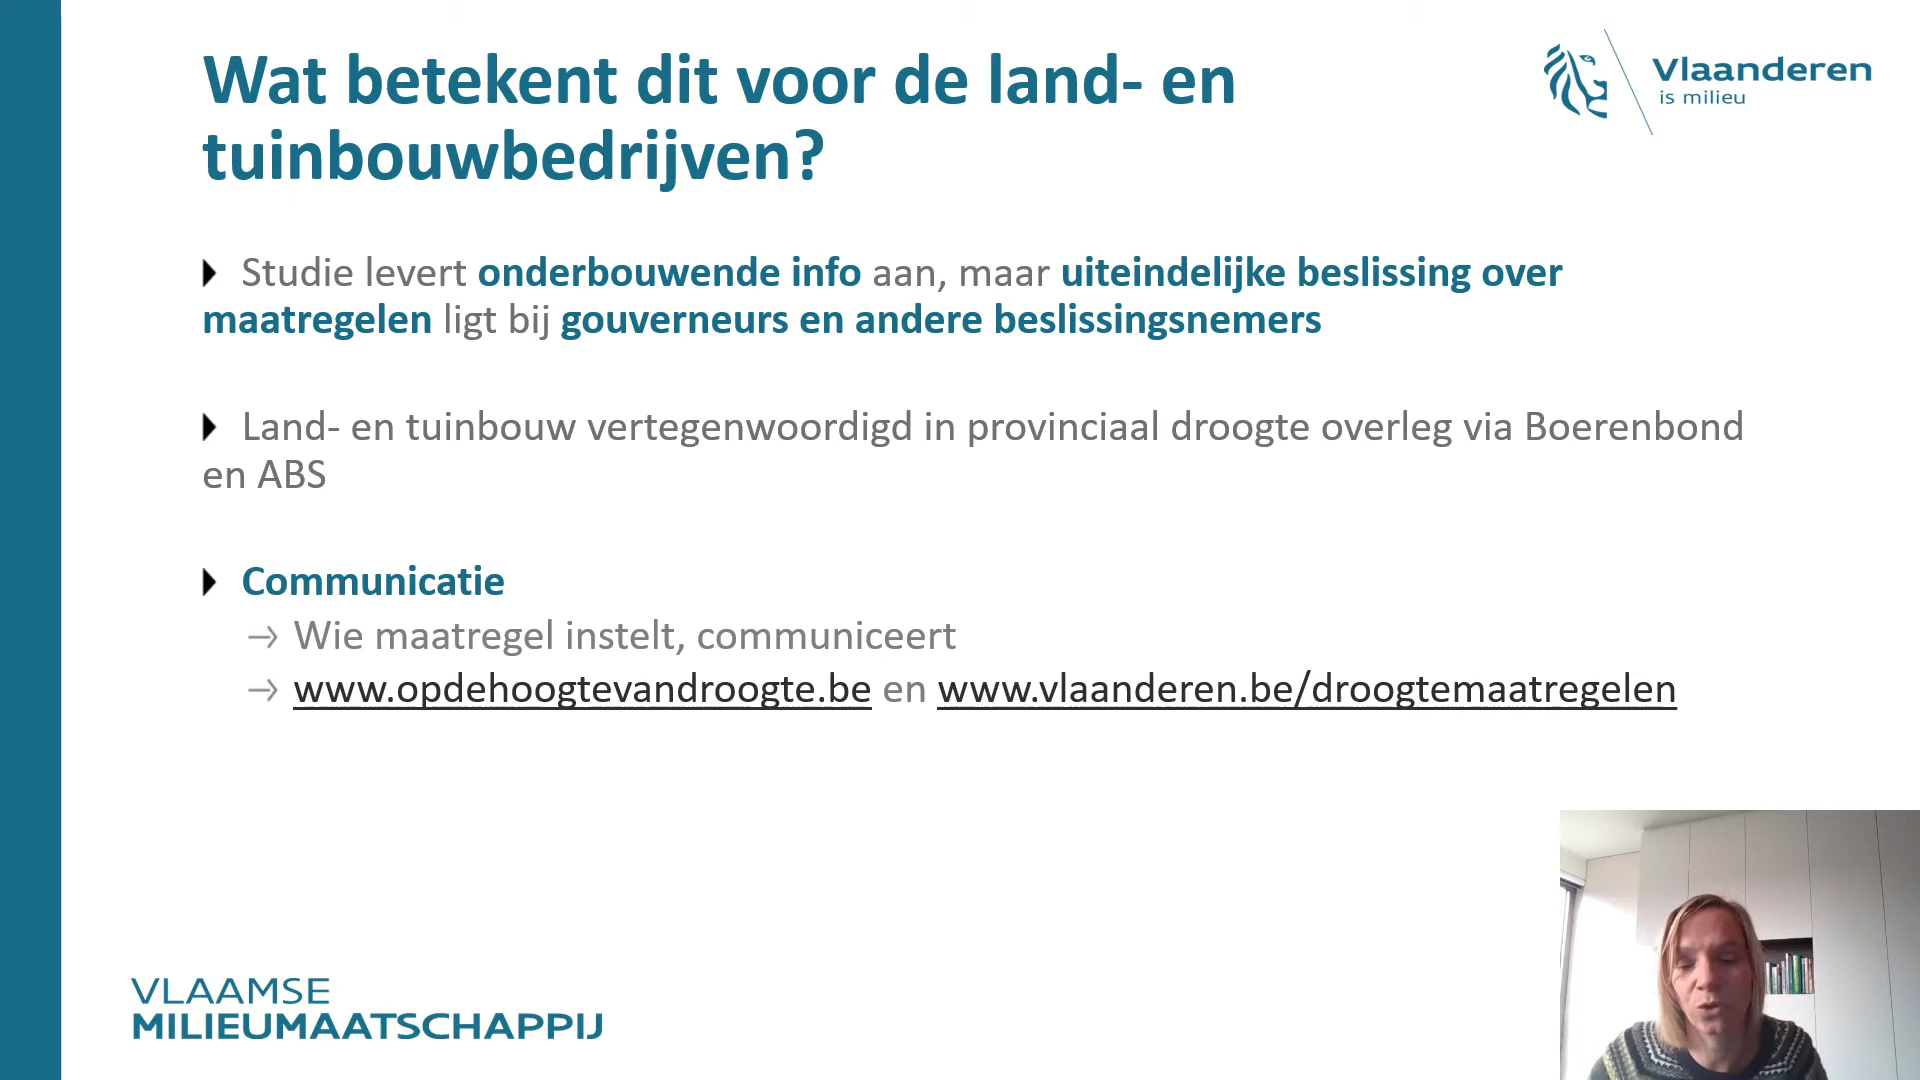 Wat betekent dit voor de land- en
tuinbouwbedrijven?
Vlaanderen
is milieu
Studie levert onderbouwende info aan, maar uiteindelijke beslissing over
maatregelen ligt bij gouverneurs en andere beslissingsnemers
Land- en tuinbouw vertegenwoordigd in provinciaal droogte overleg via Boerenbond
en ABS
Communicatie
→ Wie maatregel instelt, communiceert
→ www.opdehoogtevandroogte.be en www.vlaanderen.be/droogtemaatregelen
VLAAMSE
MILIEUMAATSCHAPPIJ